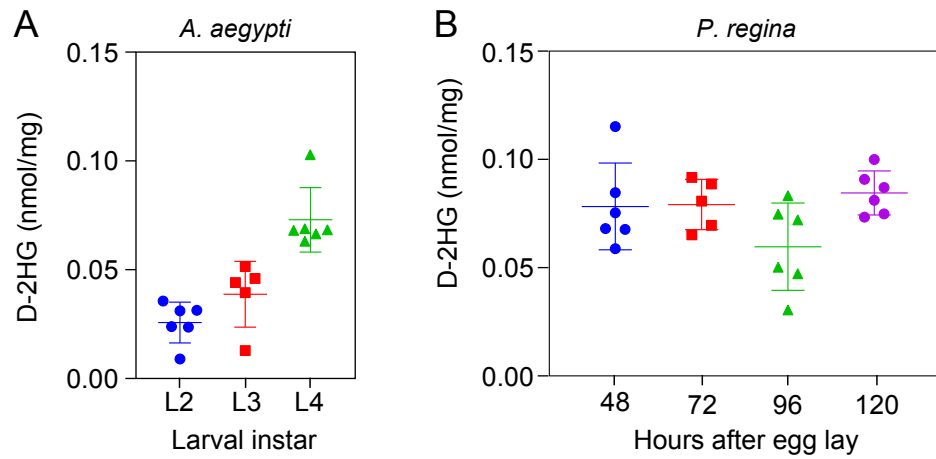 A
A. aegypti
D-2HG (nmol/mg)
0.15
0.10
0.05
0.00
L2 L3 L4
Larval instar
B
P. regina
D-2HG (nmol/mg)
0.15
0.10
0.05
0.00
48 72 96 120
Hours after egg lay